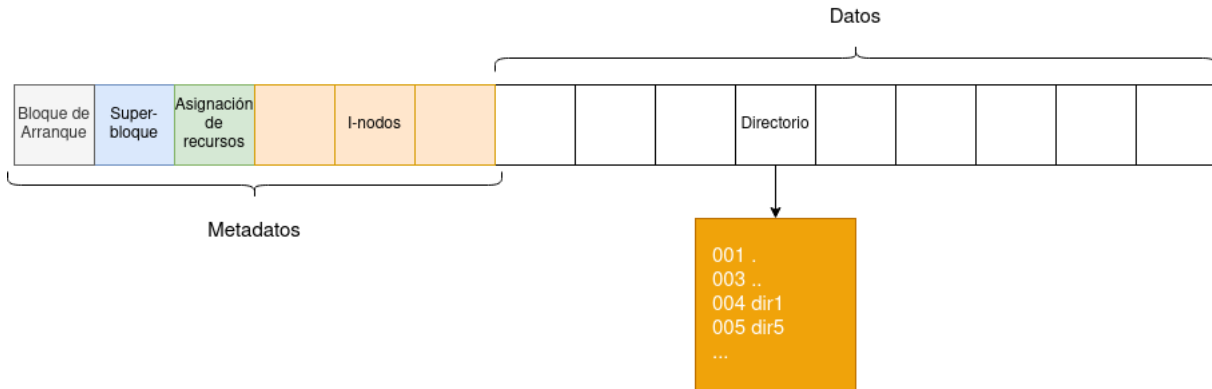 Datos
Bloque de
Arranque
Super-
bloque
Asignación
de
recursos
I-nodos
Directorio
Metadatos
001 .
003 ..
004 dir1
005 dir5
...